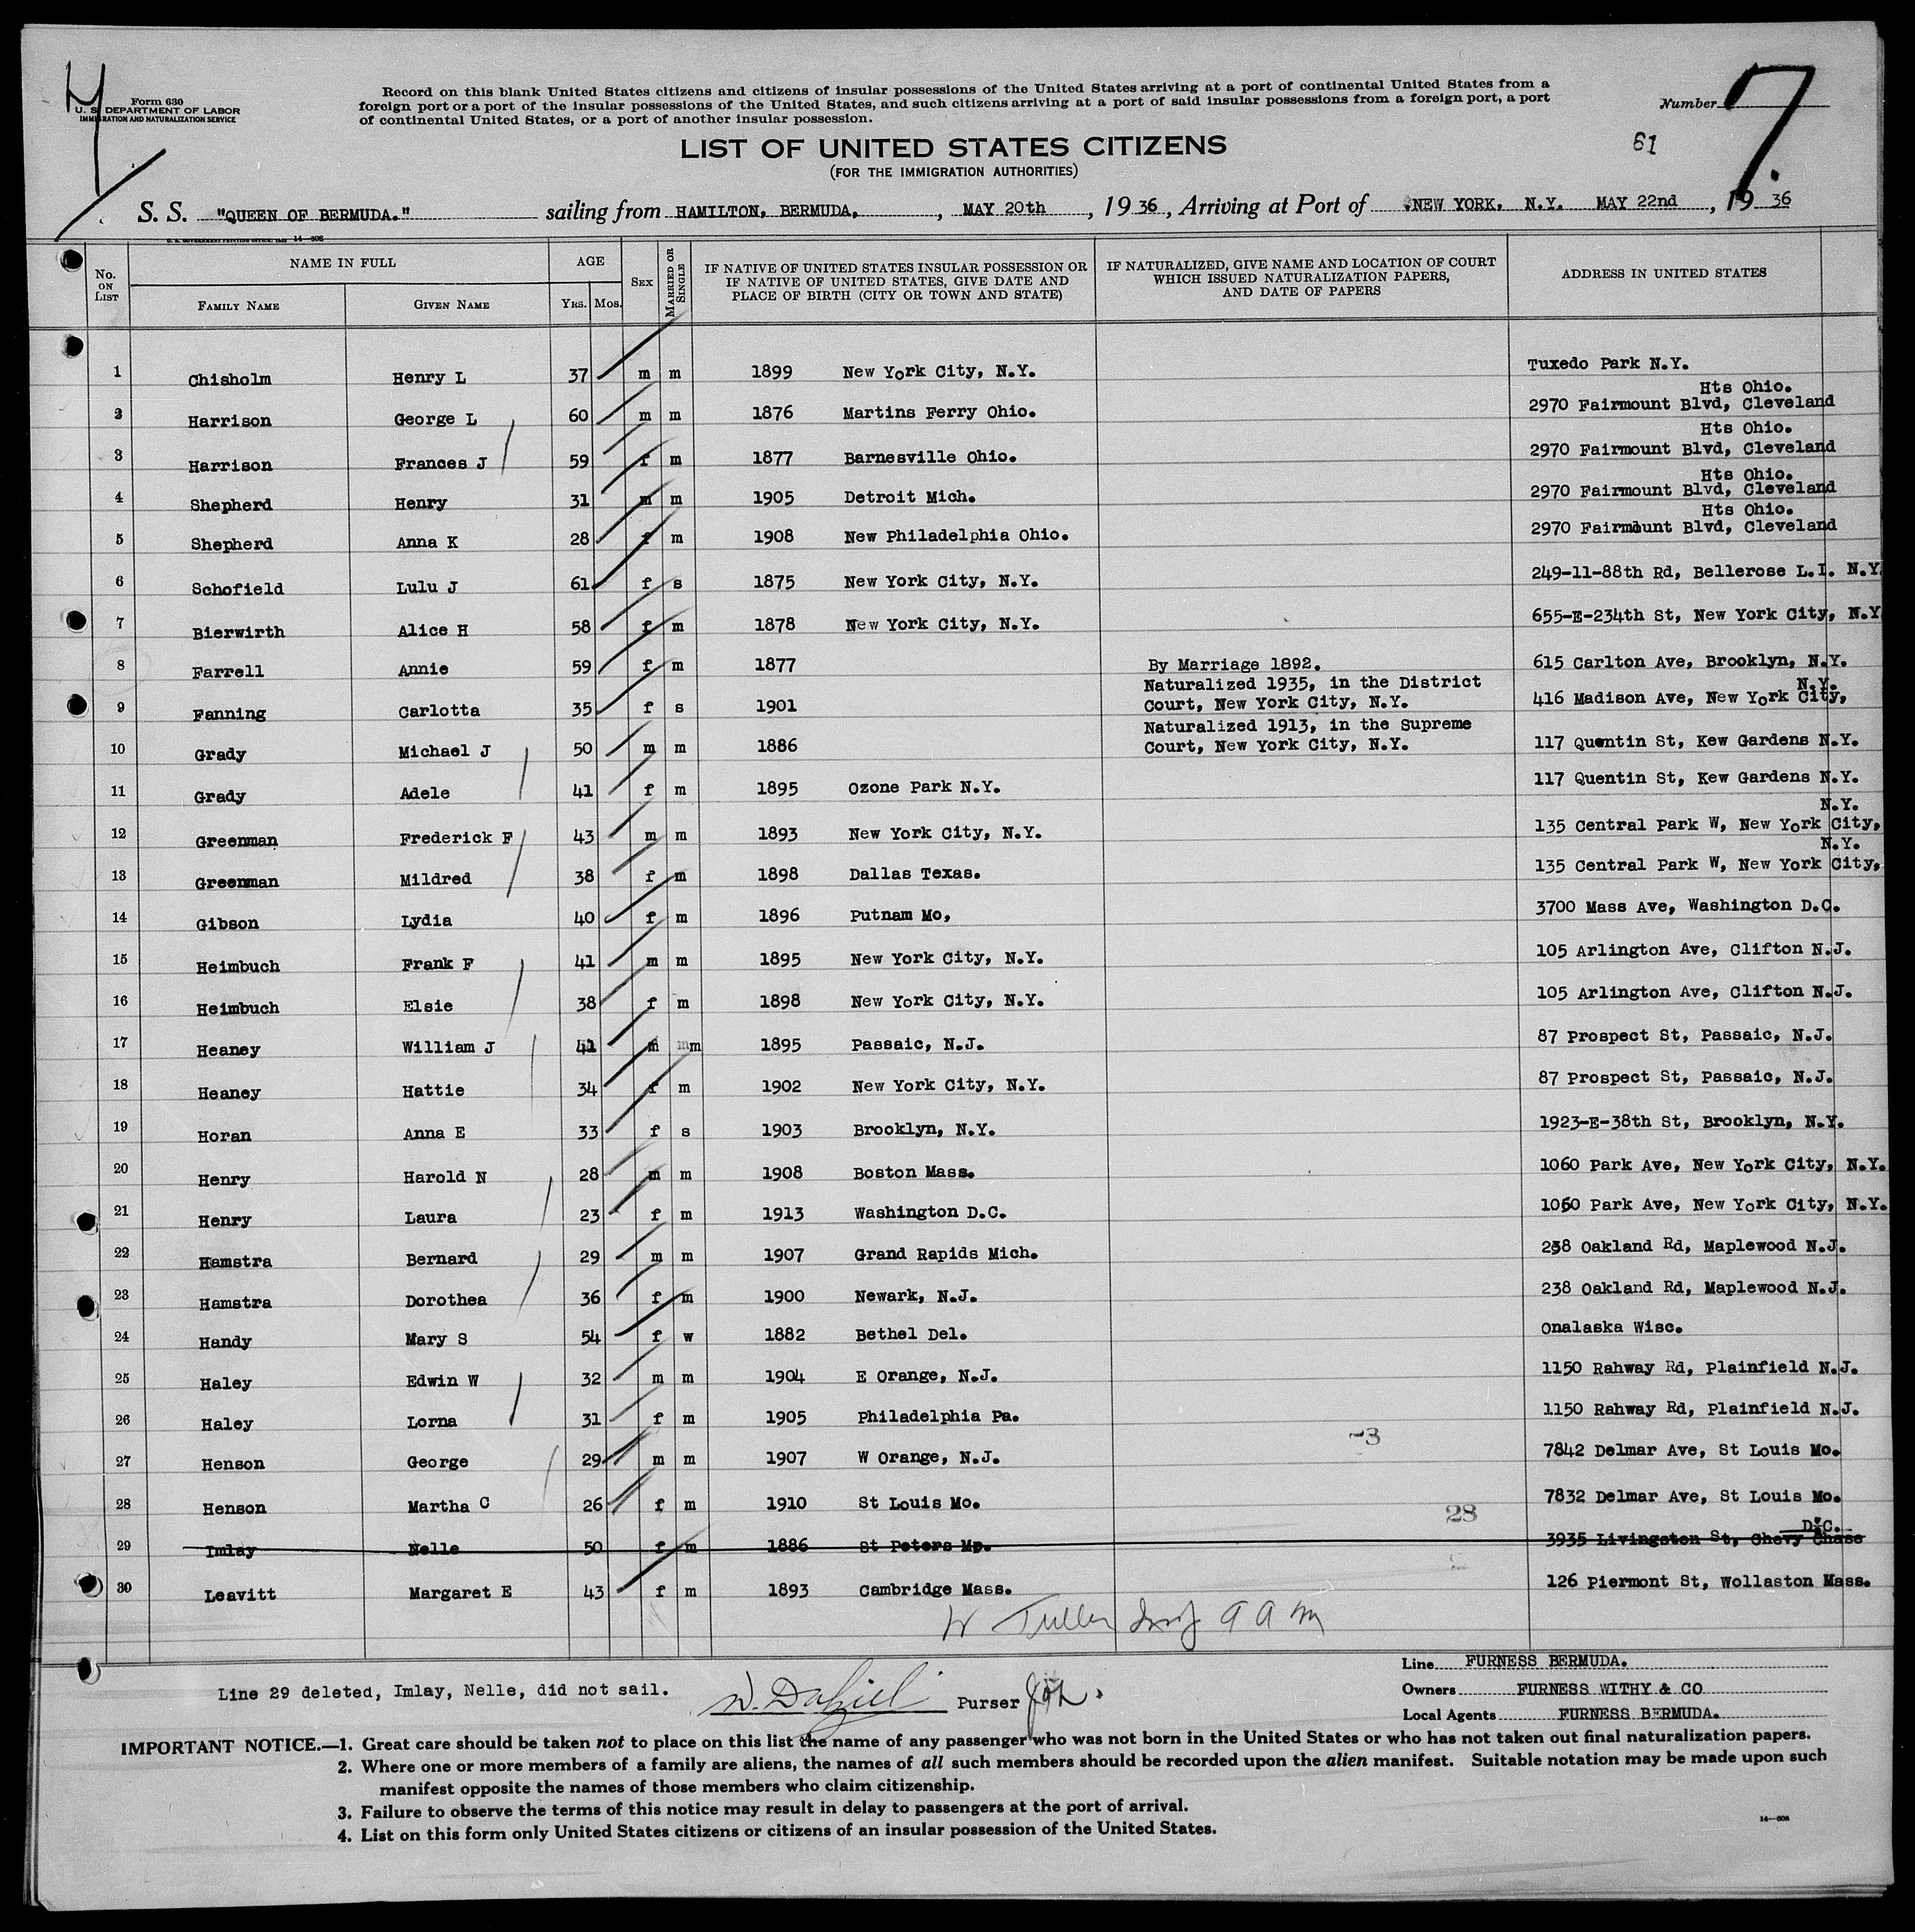 Form 630
U. S. DEPARTMENT OF LABOR
IMMIGRATION AND NATURALIZATION SERVICE
Record on this blank United States citizens and citizens of insular possessions of the United States arriving at a port of continental United States from a
foreign port or a port of the insular possessions of the United States, and such citizens arriving at a port of said insular possessions from a foreign port, a port
of continental United States, or a port of another insular possession.
Number 7.
61
LIST OF UNITED STATES CITIZENS
(FOR THE IMMIGRATION AUTHORITIES)
S. S. "QUEEN OF BERMUDA." sailing from HAMILTON, BERMUDA, , MAY 20th , 19 36 , Arriving at Port of NEW YORK, N.Y. MAY 22nd , 19 36
No. ON LIST NAME IN FULL FAMILY NAME GIVEN NAME AGE YRS. MOS. SEX MARRIED OR SINGLE IF NATIVE OF UNITED STATES INSULAR POSSESSION OR IF NATIVE OF UNITED STATES, GIVE DATE AND PLACE OF BIRTH (CITY OR TOWN AND STATE) IF NATURALIZED, GIVE NAME AND LOCATION OF COURT WHICH ISSUED NATURALIZATION PAPERS, AND DATE OF PAPERS ADDRESS IN UNITED STATES
1 Chisholm Henry L 37 m m 1899 New York City, N.Y. Tuxedo Park N.Y.
Hts Ohio.
2 Harrison George L 60 m m 1876 Martins Ferry Ohio. 2970 Fairmount Blvd, Cleveland
Hts Ohio.
3 Harrison Frances J 59 f m 1877 Barnesville Ohio. 2970 Fairmount Blvd, Cleveland
Hts Ohio.
4 Shepherd Henry 31 m m 1905 Detroit Mich. 2970 Fairmount Blvd, Cleveland
Hts Ohio.
5 Shepherd Anna K 28 f m 1908 New Philadelphia Ohio. 2970 Fairmount Blvd, Cleveland
6 Schofield Lulu J 61 f s 1875 New York City, N.Y. 249-11-88th Rd, Bellerose L.I. N.Y.
7 Bierwirth Alice H 58 f m 1878 New York City, N.Y. 655-E-234th St, New York City, N.Y
8 Farrell Annie 59 f m 1877 By Marriage 1892. 615 Carlton Ave, Brooklyn, N.Y.
Naturalized 1935, in the District N.Y.
9 Fanning Carlotta 35 f s 1901 Court, New York City, N.Y. 416 Madison Ave, New York City,
Naturalized 1913, in the Supreme
10 Grady Michael J 50 m m 1886 Court, New York City, N.Y. 117 Quentin St, Kew Gardens N.Y.
11 Grady Adele 41 f m 1895 Ozone Park N.Y. 117 Quentin St, Kew Gardens N.Y.
N.Y.
12 Greenman Frederick F 43 m m 1893 New York City, N.Y. 135 Central Park W, New York City,
N.Y.
13 Greenman Mildred 38 f m 1898 Dallas Texas. 135 Central Park W, New York City,
14 Gibson Lydia 40 f m 1896 Putnam Mo, 3700 Mass Ave, Washington D.C.
15 Heimbuch Frank F 41 m m 1895 New York City, N.Y. 105 Arlington Ave, Clifton N.J.
16 Heimbuch Elsie 38 f m 1898 New York City, N.Y. 105 Arlington Ave, Clifton N.J.
17 Heaney William J 41 m m 1895 Passaic, N.J. 87 Prospect St, Passaic, N.J.
18 Heaney Hattie 34 f m 1902 New York City, N.Y. 87 Prospect St, Passaic, N.J.
19 Horan Anna E 33 f s 1903 Brooklyn, N.Y. 1923-E-38th St, Brooklyn, N.Y.
20 Henry Harold N 28 m m 1908 Boston Mass. 1060 Park Ave, New York City, N.Y.
21 Henry Laura 23 f m 1913 Washington D.C. 1060 Park Ave, New York City, N.Y.
22 Hamstra Bernard 29 m m 1907 Grand Rapids Mich. 238 Oakland Rd, Maplewood N.J.
23 Hamstra Dorothea 36 f m 1900 Newark, N.J. 238 Oakland Rd, Maplewood N.J.
24 Handy Mary S 54 f w 1882 Bethel Del. Onalaska Wisc.
25 Haley Edwin W 32 m m 1904 E Orange, N.J. 1150 Rahway Rd, Plainfield N.J.
26 Haley Lorna 31 f m 1905 Philadelphia Pa. 1150 Rahway Rd, Plainfield N.J.
-3
27 Henson George 29 m m 1907 W Orange, N.J. 7842 Delmar Ave, St Louis Mo.
28 Henson Martha C 26 f m 1910 St Louis Mo. 7832 Delmar Ave, St Louis Mo.
28
D.C.
29 Imlay Nelle 50 f m 1886 St Peters Mo. 3935 Livingston St, Chevy Chase
30 Leavitt Margaret E 43 f m 1893 Cambridge Mass. 126 Piermont St, Wollaston Mass.
Line FURNESS BERMUDA.
Line 29 deleted, Imlay, Nelle, did not sail. Purser
Owners FURNESS WITHY & CO
Local Agents FURNESS BERMUDA.
IMPORTANT NOTICE.—1. Great care should be taken not to place on this list the name of any passenger who was not born in the United States or who has not taken out final naturalization papers.
2. Where one or more members of a family are aliens, the names of all such members should be recorded upon the alien manifest. Suitable notation may be made upon such
manifest opposite the names of those members who claim citizenship.
3. Failure to observe the terms of this notice may result in delay to passengers at the port of arrival.
4. List on this form only United States citizens or citizens of an insular possession of the United States.